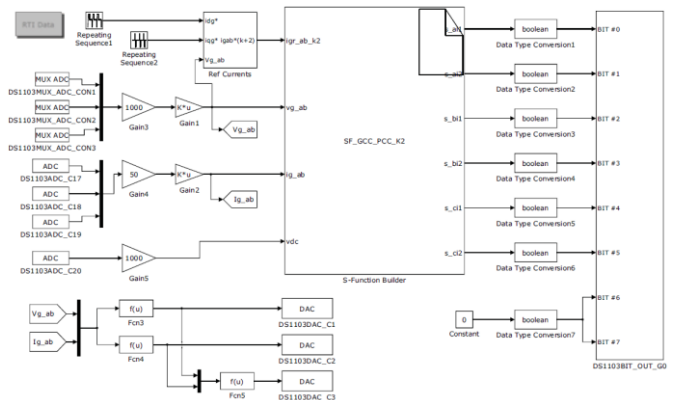 RTI Data
Repeating
Sequence1
Repeating
Sequence2
idg*
iqg* igab*(k+2)
Vg_ab
Ref Currents
igr_ab_k2
vg_ab
ig_ab
vdc
SF_GCC_PCC_K2
S-Function Builder
s_ai1
s_ai2
s_bi1
s_bi2
s_ci1
s_ci2
MUX ADC
DS1103MUX_ADC_CON1
MUX ADC
DS1103MUX_ADC_CON2
MUX ADC
DS1103MUX_ADC_CON3
1000
Gain3
K*u
Gain1
Vg_ab
ADC
DS1103ADC_C17
ADC
DS1103ADC_C18
ADC
DS1103ADC_C19
50
Gain4
K*u
Gain2
Ig_ab
ADC
DS1103ADC_C20
1000
Gain5
boolean
Data Type Conversion1
boolean
Data Type Conversion2
boolean
Data Type Conversion3
boolean
Data Type Conversion4
boolean
Data Type Conversion5
boolean
Data Type Conversion6
0
Constant
boolean
Data Type Conversion7
BIT #0
BIT #1
BIT #2
BIT #3
BIT #4
BIT #5
BIT #6
BIT #7
DS1103BIT_OUT_G0
Vg_ab
Ig_ab
f(u)
Fcn3
f(u)
Fcn4
f(u)
Fcn5
DAC
DS1103DAC_C1
DAC
DS1103DAC_C2
DAC
DS1103DAC_C3